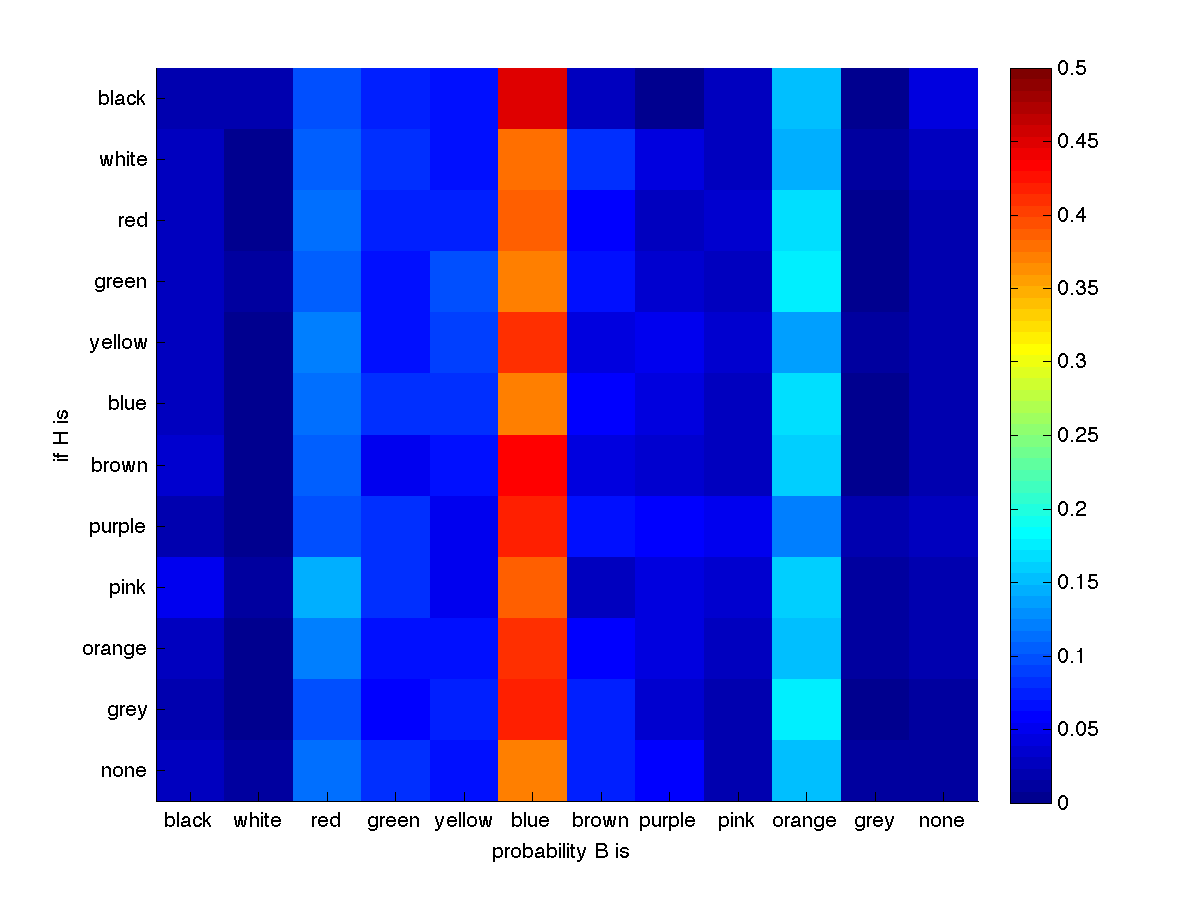 black
white
red
green
yellow
blue
brown
purple
pink
orange
grey
none
if H is
black white red green yellow blue brown purple pink orange grey none
probability B is
0.5
0.45
0.4
0.35
0.3
0.25
0.2
0.15
0.1
0.05
0